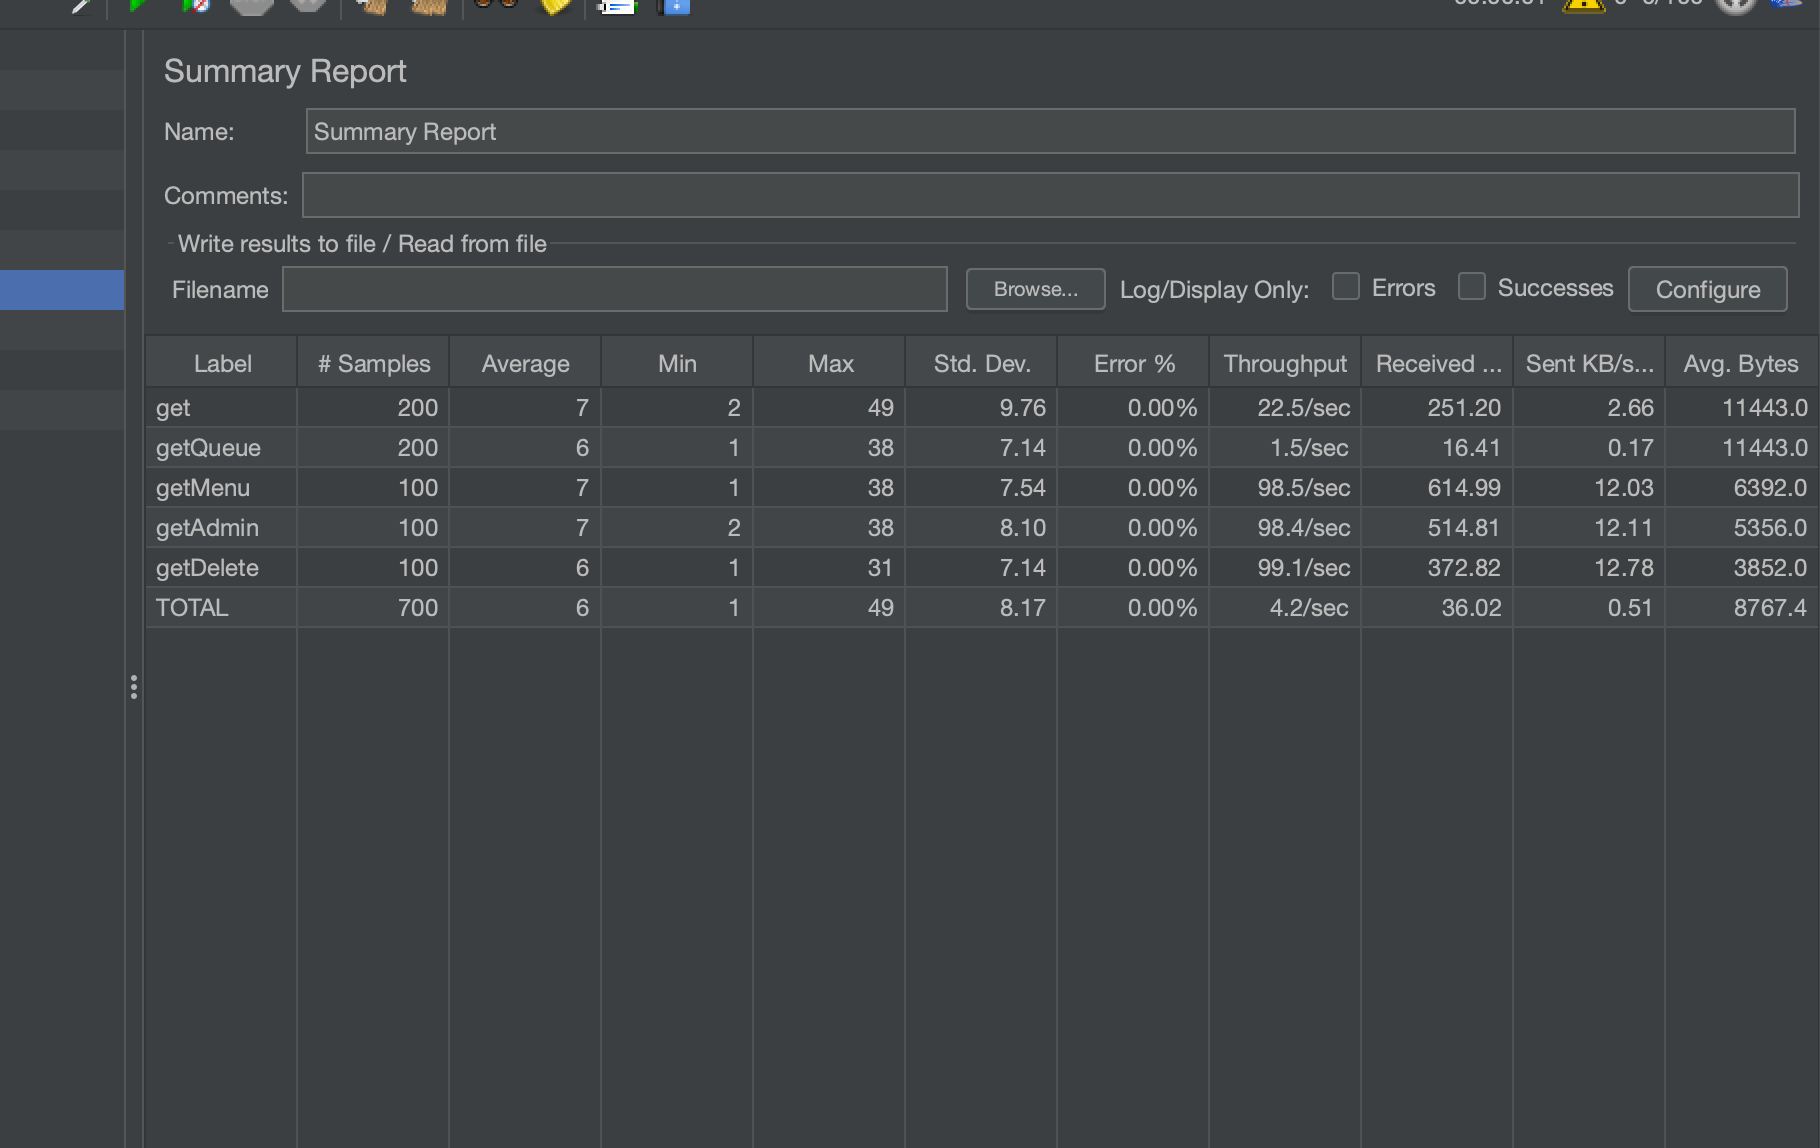 Summary Report
Name: Summary Report
Comments:
Write results to file / Read from file
Filename Browse... Log/Display Only: Errors Successes Configure
Label # Samples Average Min Max Std. Dev. Error % Throughput Received ... Sent KB/s... Avg. Bytes
get 200 7 2 49 9.76 0.00% 22.5/sec 251.20 2.66 11443.0
getQueue 200 6 1 38 7.14 0.00% 1.5/sec 16.41 0.17 11443.0
getMenu 100 7 1 38 7.54 0.00% 98.5/sec 614.99 12.03 6392.0
getAdmin 100 7 2 38 8.10 0.00% 98.4/sec 514.81 12.11 5356.0
getDelete 100 6 1 31 7.14 0.00% 99.1/sec 372.82 12.78 3852.0
TOTAL 700 6 1 49 8.17 0.00% 4.2/sec 36.02 0.51 8767.4